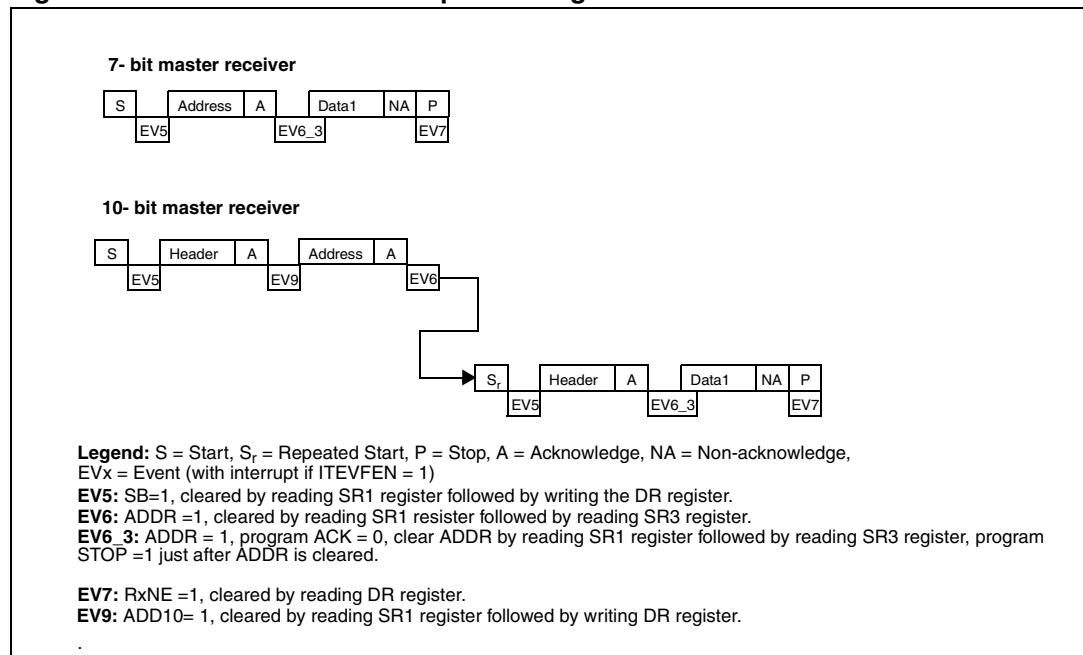 7- bit master receiver
S Address A Data1 NA P
EV5 EV6_3 EV7
10- bit master receiver
S Header A Address A
EV5 EV9 EV6
Sr Header A Data1 NA P
EV5 EV6_3 EV7
Legend: S = Start, Sr = Repeated Start, P = Stop, A = Acknowledge, NA = Non-acknowledge,
EVx = Event (with interrupt if ITEVFEN = 1)
EV5: SB=1, cleared by reading SR1 register followed by writing the DR register.
EV6: ADDR =1, cleared by reading SR1 resister followed by reading SR3 register.
EV6_3: ADDR = 1, program ACK = 0, clear ADDR by reading SR1 register followed by reading SR3 register, program
STOP =1 just after ADDR is cleared.
EV7: RxNE =1, cleared by reading DR register.
EV9: ADD10= 1, cleared by reading SR1 register followed by writing DR register.
.